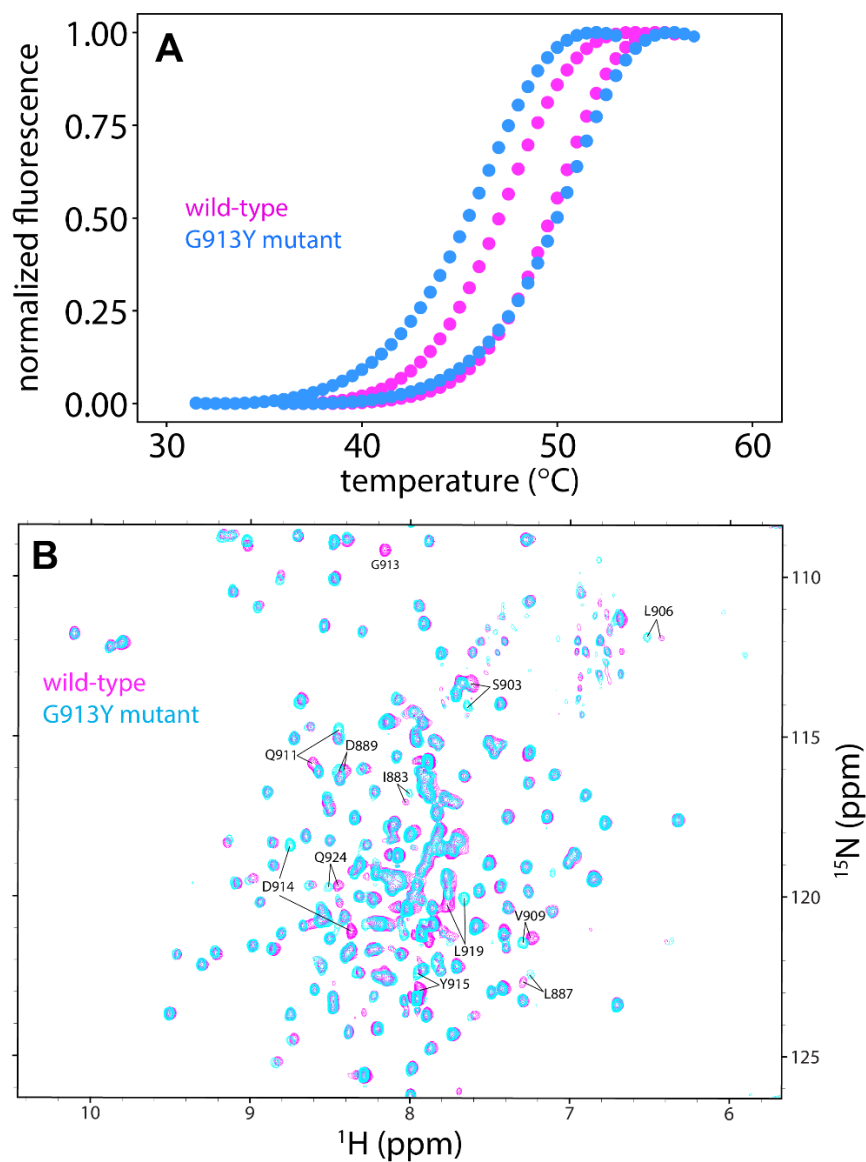 A
1.00
0.75
0.50
0.25
0.00
normalized fluorescence
wild-type
G913Y mutant
30
40
50
60
temperature (°C)
B
wild-type
G913Y mutant
G913
L906
S903
Q911
D889
I883
Q924
D914
L919
V909
Y915
L887
110
115
120
125
¹⁵N (ppm)
10
9
8
7
6
¹H (ppm)